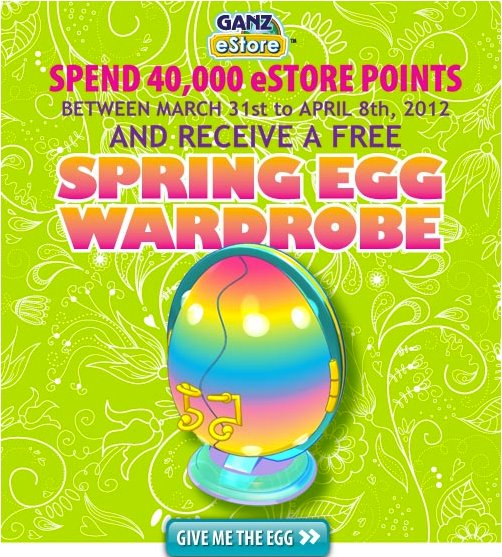 GANZ
eStore™
SPEND 40,000 eSTORE POINTS
BETWEEN MARCH 31st to APRIL 8th, 2012
AND RECEIVE A FREE
SPRING EGG
WARDROBE
GIVE ME THE EGG >>